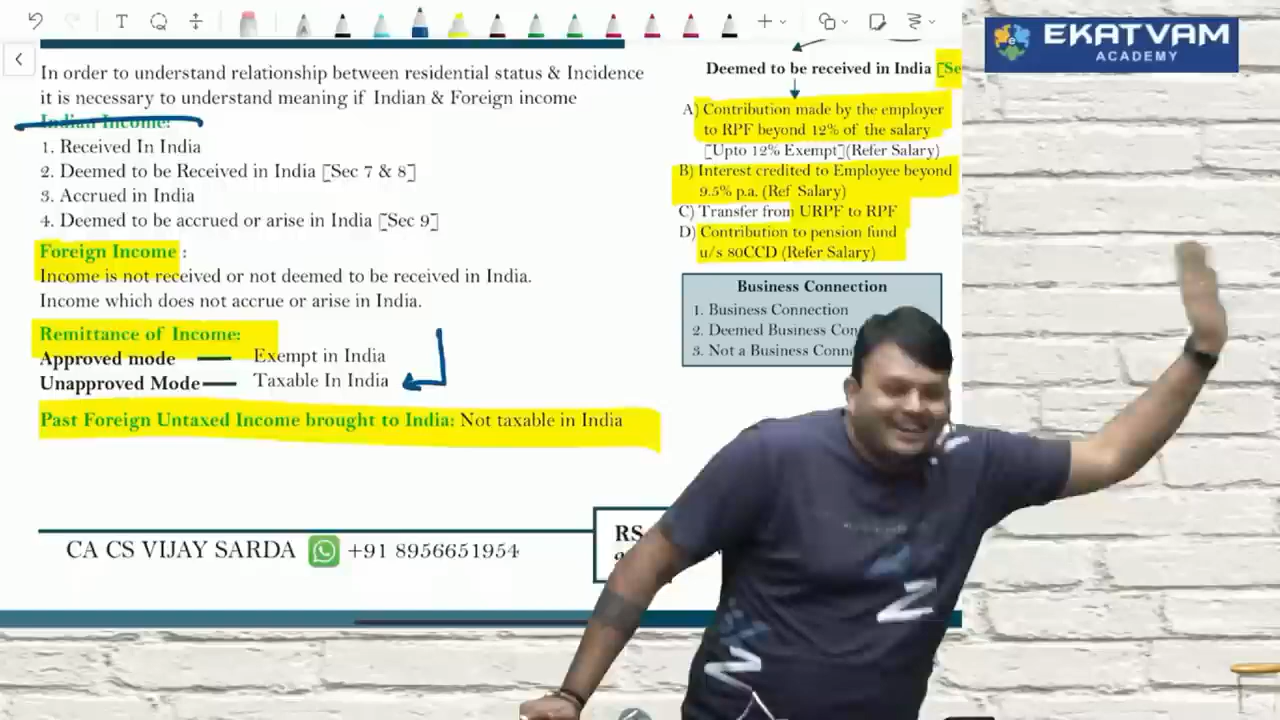 EKATVAM
ACADEMY
In order to understand relationship between residential status & Incidence
it is necessary to understand meaning if Indian & Foreign income
Indian Income:
1. Received In India
2. Deemed to be Received in India [Sec 7 & 8]
3. Accrued in India
4. Deemed to be accrued or arise in India [Sec 9]
Foreign Income :
Income is not received or not deemed to be received in India.
Income which does not accrue or arise in India.
Remittance of Income:
Approved mode — Exempt in India
Unapproved Mode — Taxable In India
Past Foreign Untaxed Income brought to India: Not taxable in India
Deemed to be received in India [Se
A) Contribution made by the employer
to RPF beyond 12% of the salary
[Upto 12% Exempt](Refer Salary)
B) Interest credited to Employee beyond
9.5% p.a. (Ref Salary)
C) Transfer from URPF to RPF
D) Contribution to pension fund
u/s 80CCD (Refer Salary)
Business Connection
1. Business Connection
2. Deemed Business Con
3. Not a Business Conn
CA CS VIJAY SARDA +91 8956651954
RS